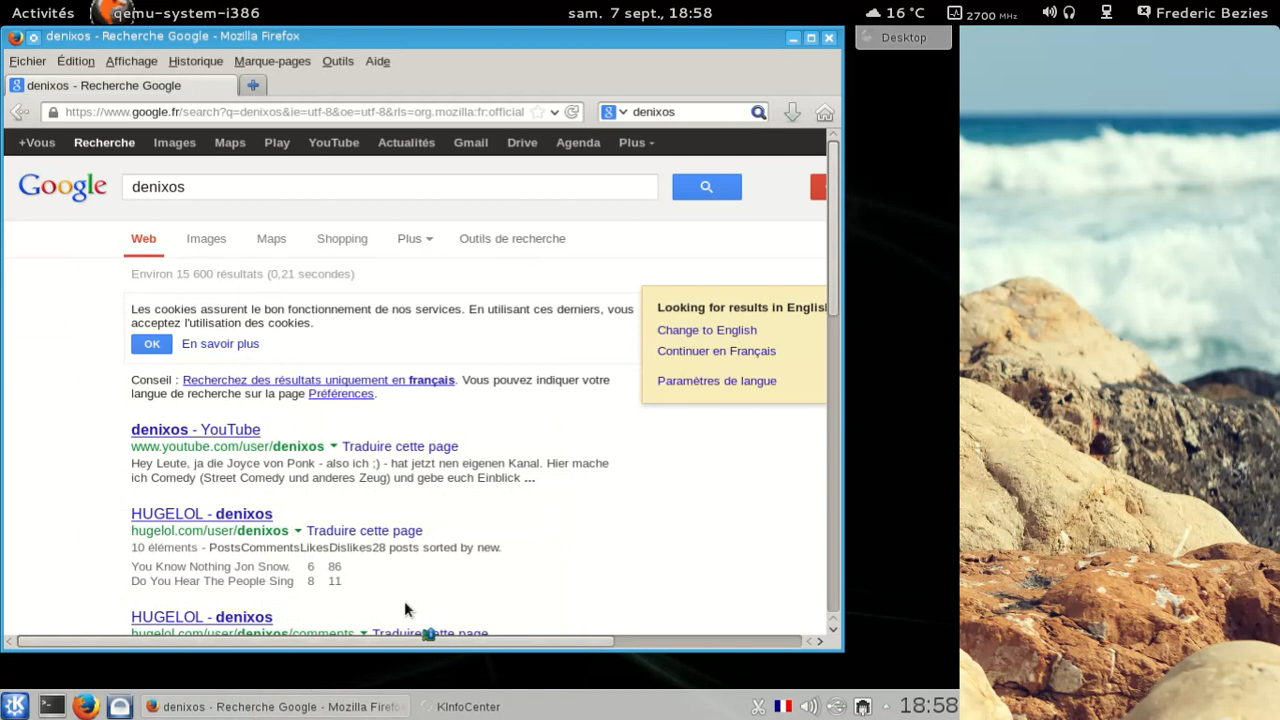 Activités qemu-system-i386 sam. 7 sept., 18:58 16 °C 2700 MHz Frederic Bezies
denixos - Recherche Google - Mozilla Firefox
Desktop
Fichier Édition Affichage Historique Marque-pages Outils Aide
denixos - Recherche Google
https://www.google.fr/search?q=denixos&ie=utf-8&oe=utf-8&rls=org.mozilla:fr:official denixos
+Vous Recherche Images Maps Play YouTube Actualités Gmail Drive Agenda Plus
Google denixos
Web Images Maps Shopping Plus Outils de recherche
Environ 15 600 résultats (0,21 secondes)
Les cookies assurent le bon fonctionnement de nos services. En utilisant ces derniers, vous
acceptez l'utilisation des cookies.
OK En savoir plus
Looking for results in English
Change to English
Continuer en Français
Paramètres de langue
Conseil : Recherchez des résultats uniquement en français. Vous pouvez indiquer votre
langue de recherche sur la page Préférences.
denixos - YouTube
www.youtube.com/user/denixos Traduire cette page
Hey Leute, ja die Joyce von Ponk - also ich ;) - hat jetzt nen eigenen Kanal. Hier mache
ich Comedy (Street Comedy und anderes Zeug) und gebe euch Einblick ...
HUGELOL - denixos
hugelol.com/user/denixos Traduire cette page
10 éléments - PostsCommentsLikesDislikes28 posts sorted by new.
You Know Nothing Jon Snow. 6 86
Do You Hear The People Sing 8 11
HUGELOL - denixos
hugelol.com/user/denixos/comments Traduire cette page
denixos - Recherche Google - Mozilla Firefo KInfoCenter 18:58